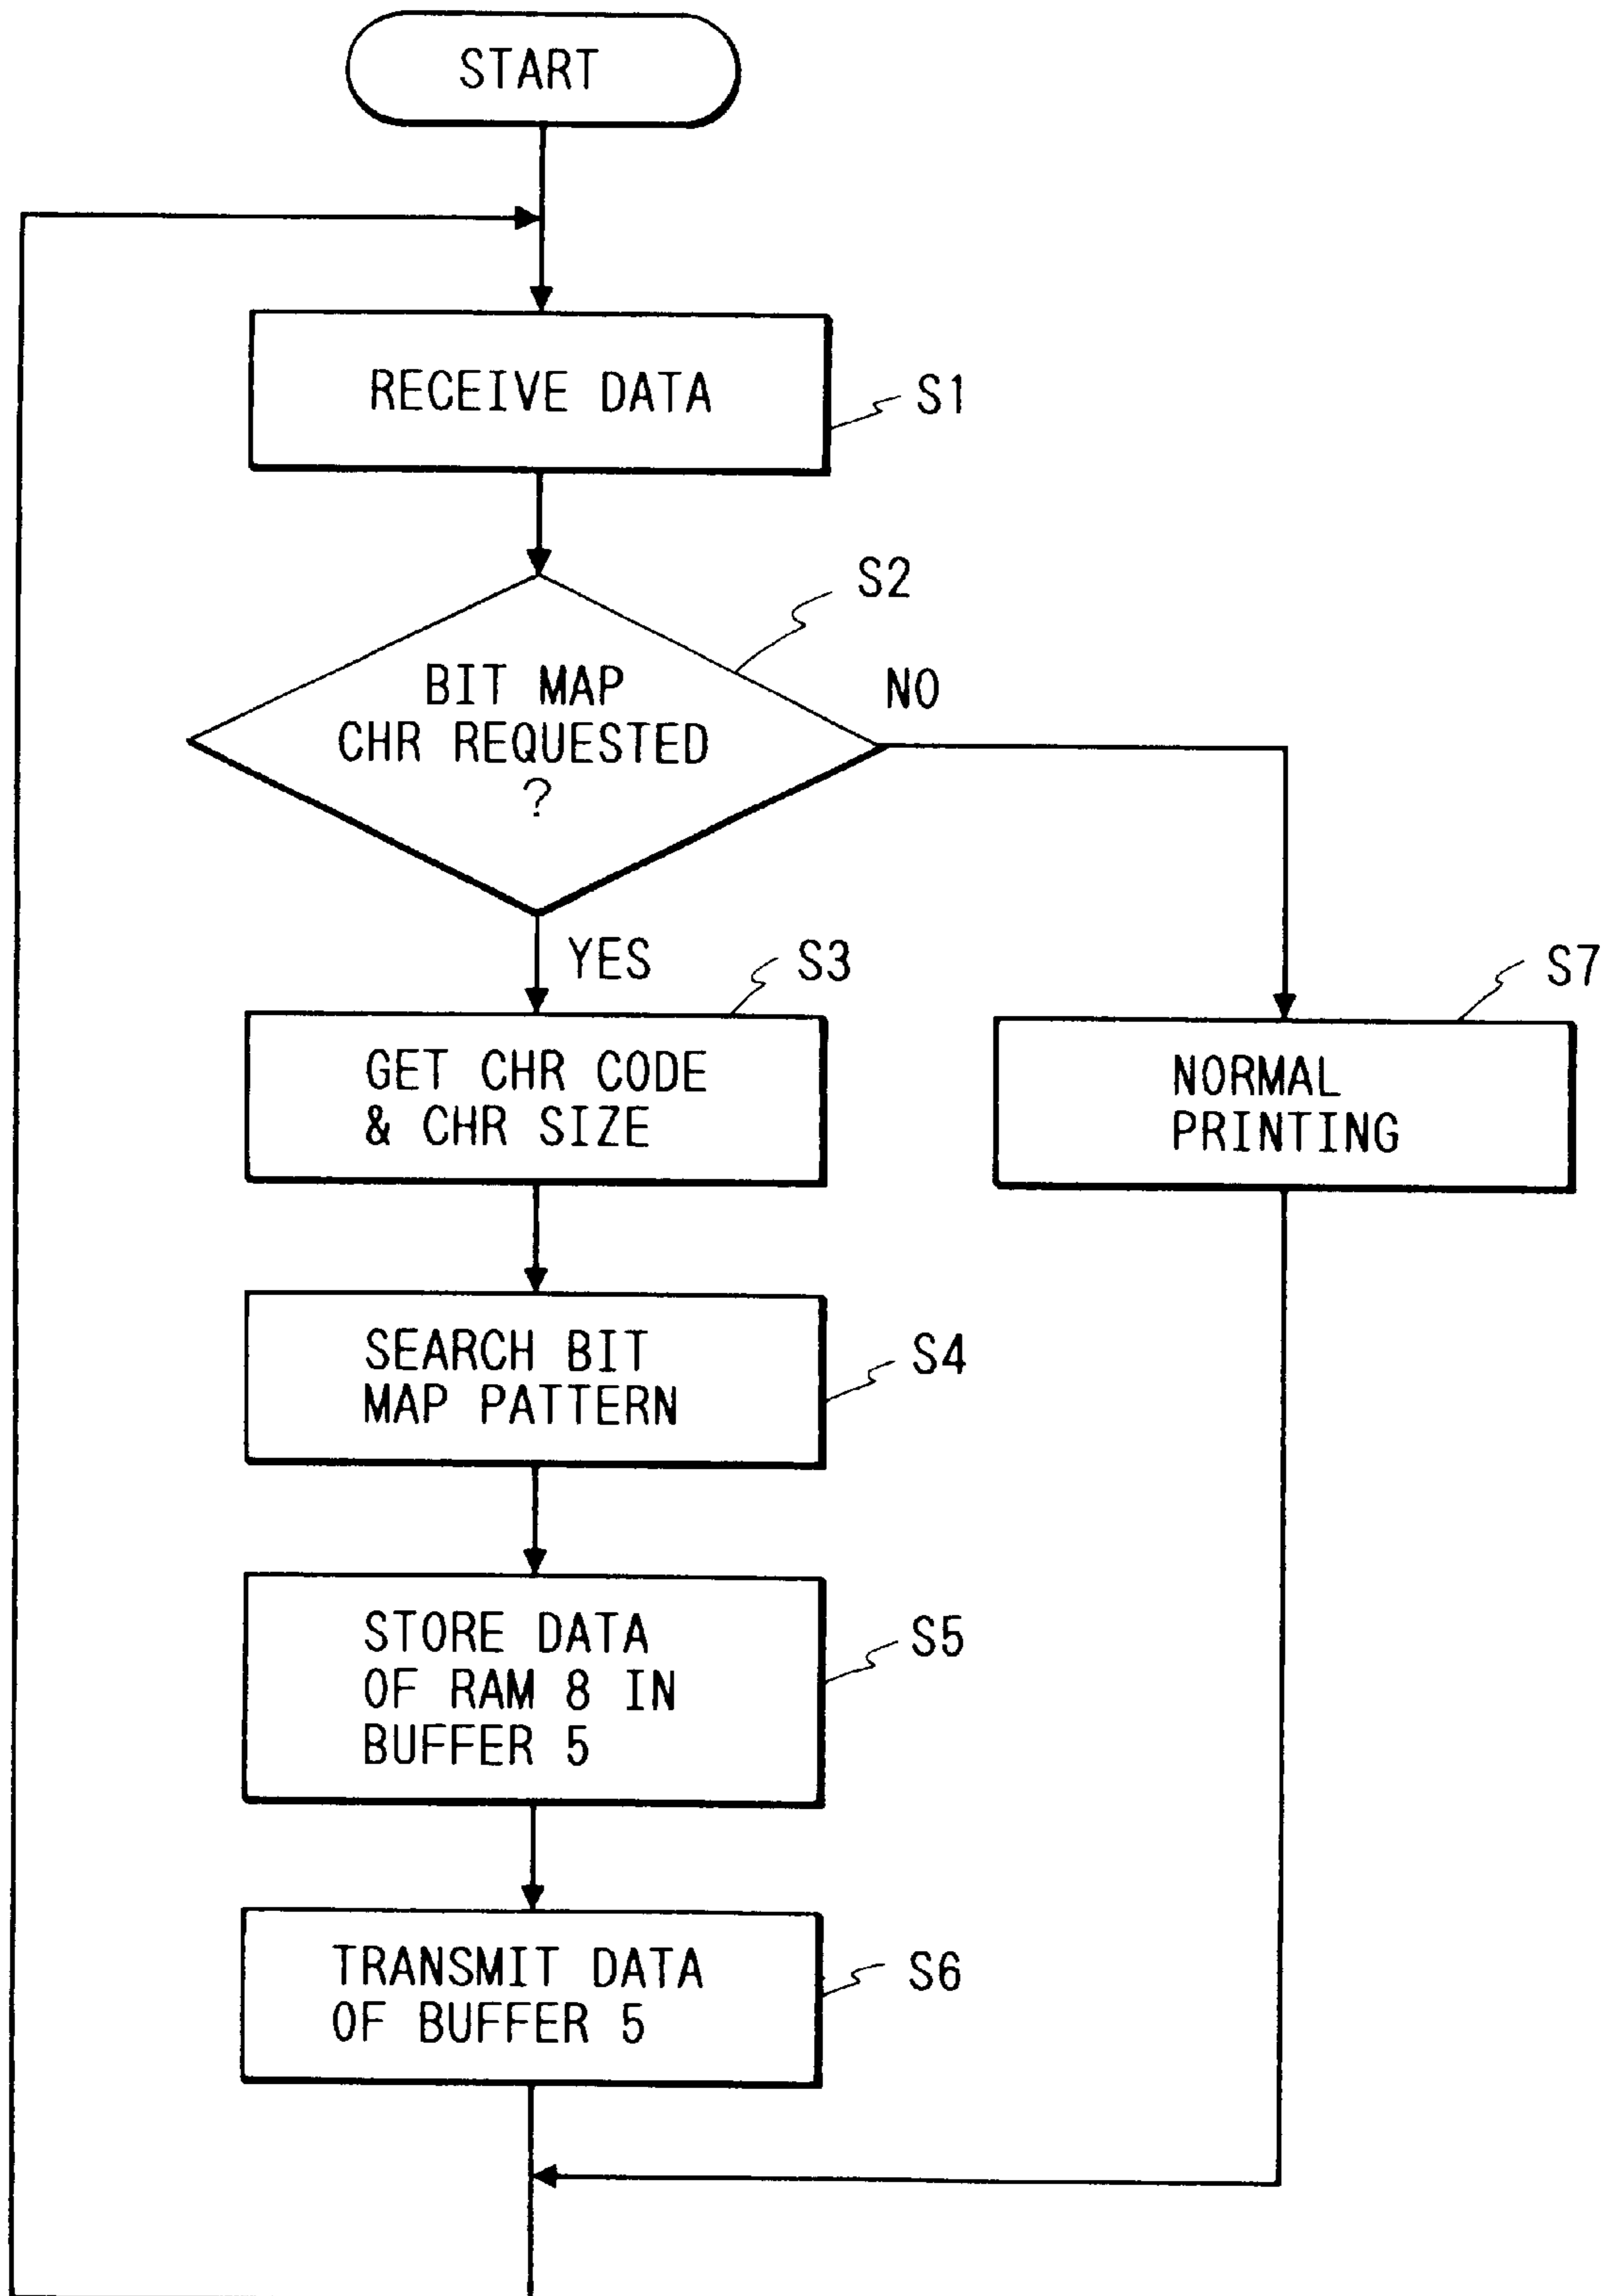 START
RECEIVE DATA
S1
S2
BIT MAP
CHR REQUESTED
?
NO
YES
S3
GET CHR CODE
& CHR SIZE
S7
NORMAL
PRINTING
SEARCH BIT
MAP PATTERN
S4
STORE DATA
OF RAM 8 IN
BUFFER 5
S5
TRANSMIT DATA
OF BUFFER 5
S6